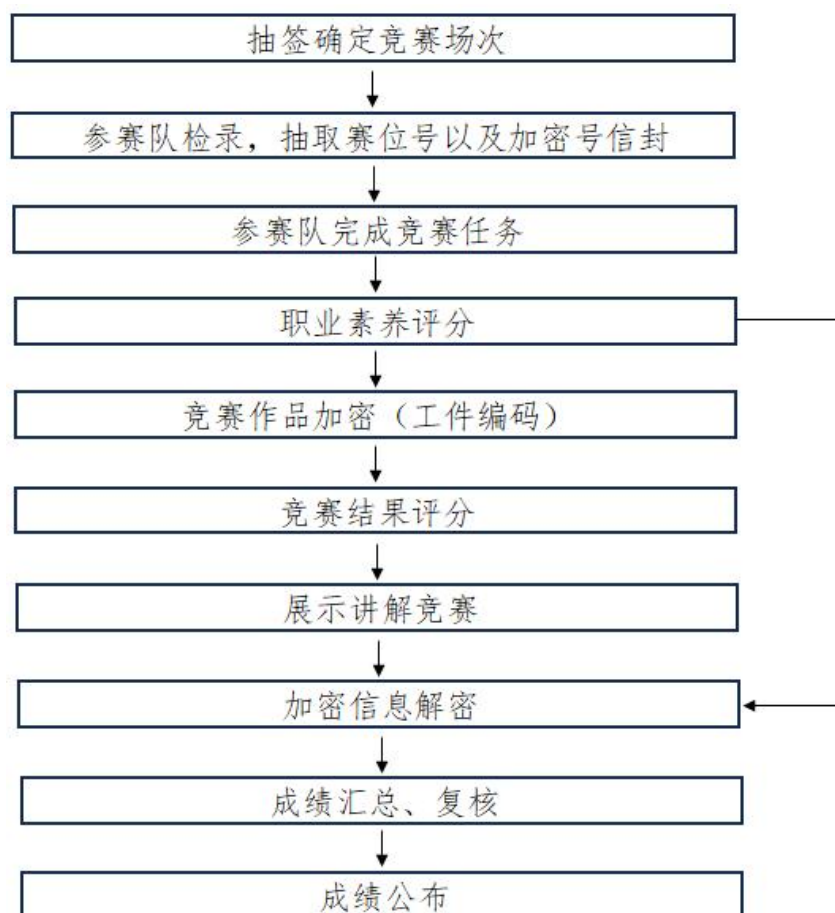 抽签确定竞赛场次
参赛队检录，抽取赛位号以及加密号信封
参赛队完成竞赛任务
职业素养评分
竞赛作品加密（工件编码）
竞赛结果评分
展示讲解竞赛
加密信息解密
成绩汇总、复核
成绩公布